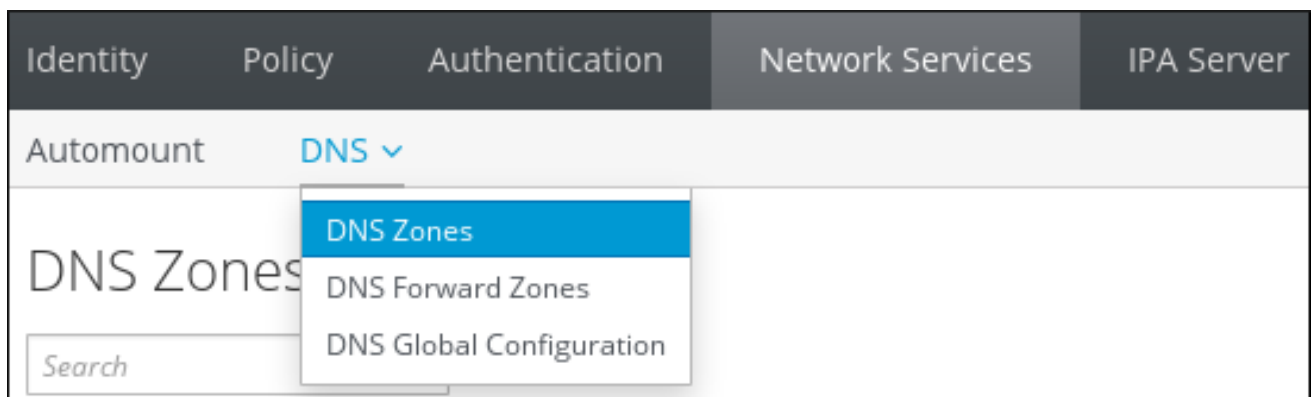 Identity Policy Authentication Network Services IPA Server
Automount DNS
DNS Zones
DNS Zones
DNS Forward Zones
DNS Global Configuration
Search